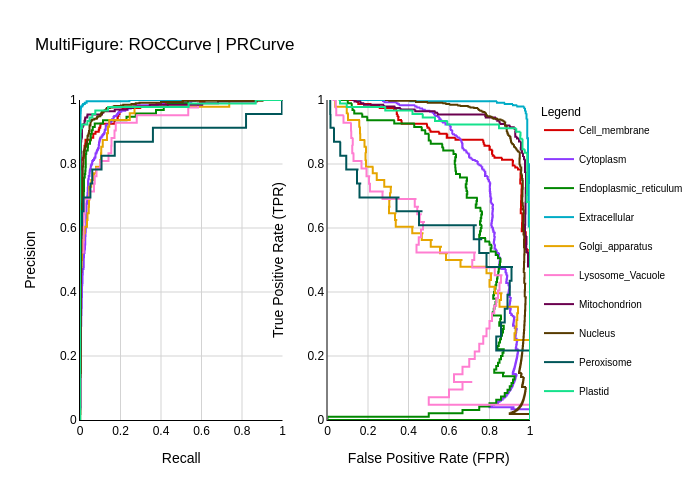 MultiFigure: ROCCurve | PRCurve
Legend
Cell_membrane
Cytoplasm
Endoplasmic_reticulum
Extracellular
Golgi_apparatus
Lysosome_Vacuole
Mitochondrion
Nucleus
Peroxisome
Plastid
Precision
1
0.8
0.6
0.4
0.2
0
0 0.2 0.4 0.6 0.8 1
Recall
True Positive Rate (TPR)
1
0.8
0.6
0.4
0.2
0
0 0.2 0.4 0.6 0.8 1
False Positive Rate (FPR)